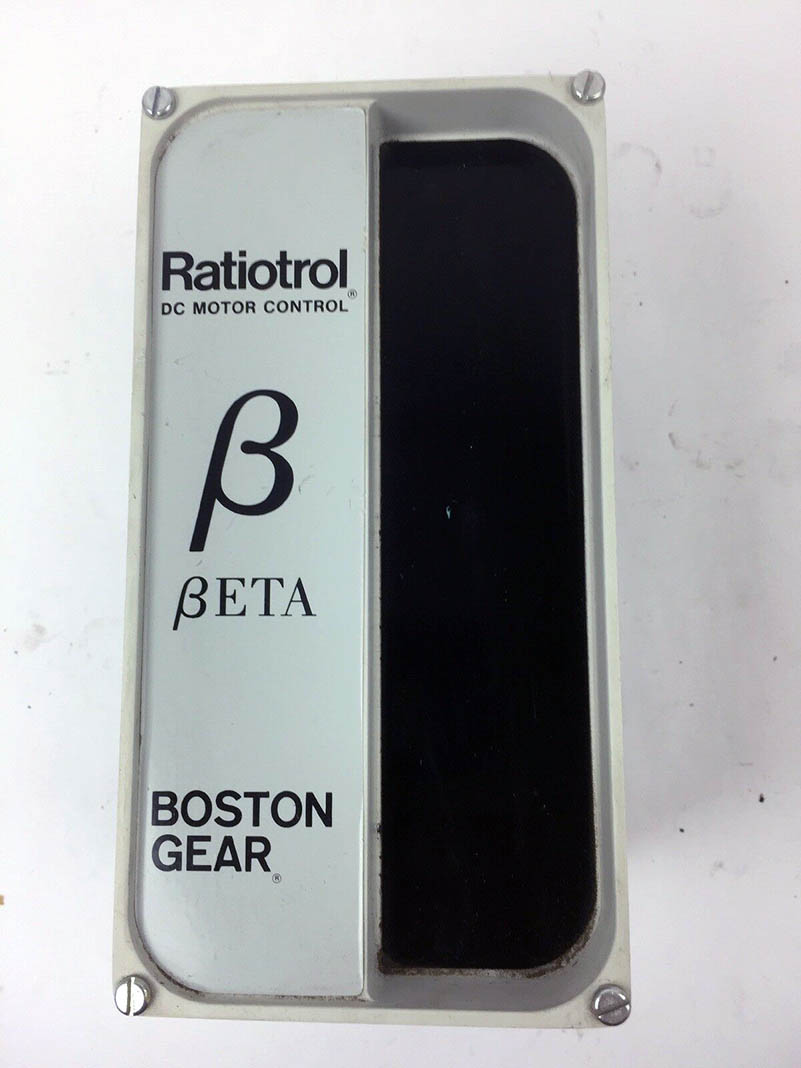 Ratiotrol®
DC MOTOR CONTROL
β
βETA
BOSTON
GEAR®